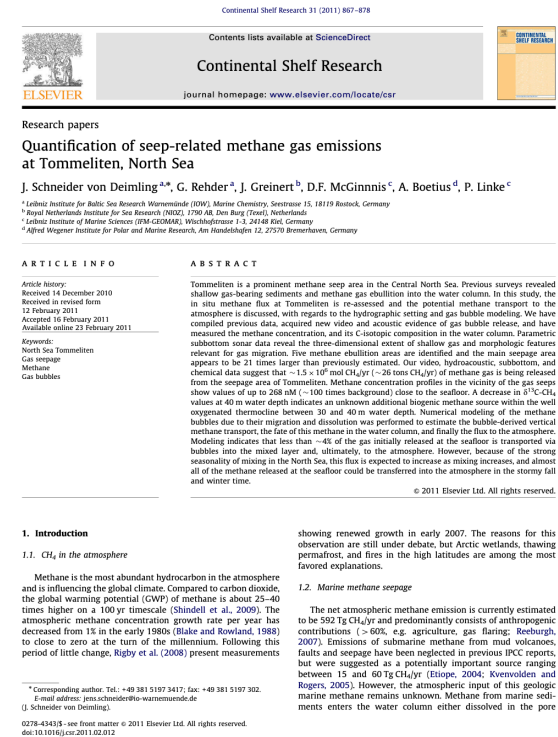 Continental Shelf Research 31 (2011) 867–878
Contents lists available at ScienceDirect
Continental Shelf Research
journal homepage: www.elsevier.com/locate/csr
ELSEVIER
CONTINENTAL
SHELF RESEARCH
Research papers
Quantification of seep-related methane gas emissions
at Tommeliten, North Sea
J. Schneider von Deimling a,*, G. Rehder a, J. Greinert b, D.F. McGinnnis c, A. Boetius d, P. Linke c
a Leibniz Institute for Baltic Sea Research Warnemünde (IOW), Marine Chemistry, Seestrasse 15, 18119 Rostock, Germany
b Royal Netherlands Institute for Sea Research (NIOZ), 1790 AB, Den Burg (Texel), Netherlands
c Leibniz Institute of Marine Sciences (IFM-GEOMAR), Wischhofstrasse 1-3, 24148 Kiel, Germany
d Alfred Wegener Institute for Polar and Marine Research, Am Handelshafen 12, 27570 Bremerhaven, Germany
ARTICLE INFO
Article history:
Received 14 December 2010
Received in revised form
12 February 2011
Accepted 16 February 2011
Available online 23 February 2011
Keywords:
North Sea Tommeliten
Gas seepage
Methane
Gas bubbles
ABSTRACT
Tommeliten is a prominent methane seep area in the Central North Sea. Previous surveys revealed
shallow gas-bearing sediments and methane gas ebullition into the water column. In this study, the
in situ methane flux at Tommeliten is re-assessed and the potential methane transport to the
atmosphere is discussed, with regards to the hydrographic setting and gas bubble modeling. We have
compiled previous data, acquired new video and acoustic evidence of gas bubble release, and have
measured the methane concentration, and its C-isotopic composition in the water column. Parametric
subbottom sonar data reveal the three-dimensional extent of shallow gas and morphologic features
relevant for gas migration. Five methane ebullition areas are identified and the main seepage area
appears to be 21 times larger than previously estimated. Our video, hydroacoustic, subbottom, and
chemical data suggest that ~1.5 × 10⁶ mol CH₄/yr (~26 tons CH₄/yr) of methane gas is being released
from the seepage area of Tommeliten. Methane concentration profiles in the vicinity of the gas seeps
show values of up to 268 nM (~100 times background) close to the seafloor. A decrease in δ¹³C-CH₄
values at 40 m water depth indicates an unknown additional biogenic methane source within the well
oxygenated thermocline between 30 and 40 m water depth. Numerical modeling of the methane
bubbles due to their migration and dissolution was performed to estimate the bubble-derived vertical
methane transport, the fate of this methane in the water column, and finally the flux to the atmosphere.
Modeling indicates that less than ~4% of the gas initially released at the seafloor is transported via
bubbles into the mixed layer and, ultimately, to the atmosphere. However, because of the strong
seasonality of mixing in the North Sea, this flux is expected to increase as mixing increases, and almost
all of the methane released at the seafloor could be transferred into the atmosphere in the stormy fall
and winter time.
© 2011 Elsevier Ltd. All rights reserved.
1. Introduction
1.1. CH₄ in the atmosphere
Methane is the most abundant hydrocarbon in the atmosphere
and is influencing the global climate. Compared to carbon dioxide,
the global warming potential (GWP) of methane is about 25–40
times higher on a 100 yr timescale (Shindell et al., 2009). The
atmospheric methane concentration growth rate per year has
decreased from 1% in the early 1980s (Blake and Rowland, 1988)
to close to zero at the turn of the millennium. Following this
period of little change, Rigby et al. (2008) present measurements
* Corresponding author. Tel.: +49 381 5197 3417; fax: +49 381 5197 302.
E-mail address: jens.schneider@io-warnemuende.de
(J. Schneider von Deimling).
showing renewed growth in early 2007. The reasons for this
observation are still under debate, but Arctic wetlands, thawing
permafrost, and fires in the high latitudes are among the most
favored explanations.
1.2. Marine methane seepage
The net atmospheric methane emission is currently estimated
to be 592 Tg CH₄/yr and predominantly consists of anthropogenic
contributions (>60%, e.g. agriculture, gas flaring; Reeburgh,
2007). Emissions of submarine methane from mud volcanoes,
faults and seepage have been neglected in previous IPCC reports,
but were suggested as a potentially important source ranging
between 15 and 60 Tg CH₄/yr (Etiope, 2004; Kvenvolden and
Rogers, 2005). However, the atmospheric input of this geologic
marine methane remains unknown. Methane from marine sedi-
ments enters the water column either dissolved in the pore
0278-4343/$ - see front matter © 2011 Elsevier Ltd. All rights reserved.
doi:10.1016/j.csr.2011.02.012